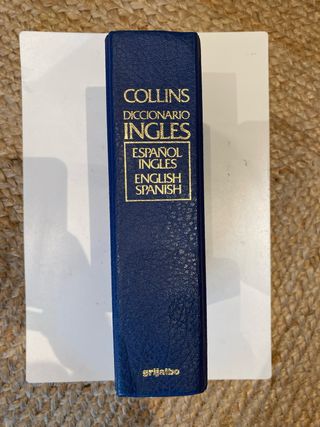 COLLINS
DICCIONARIO
INGLES
ESPAÑOL
INGLES
ENGLISH
SPANISH
grijalbo